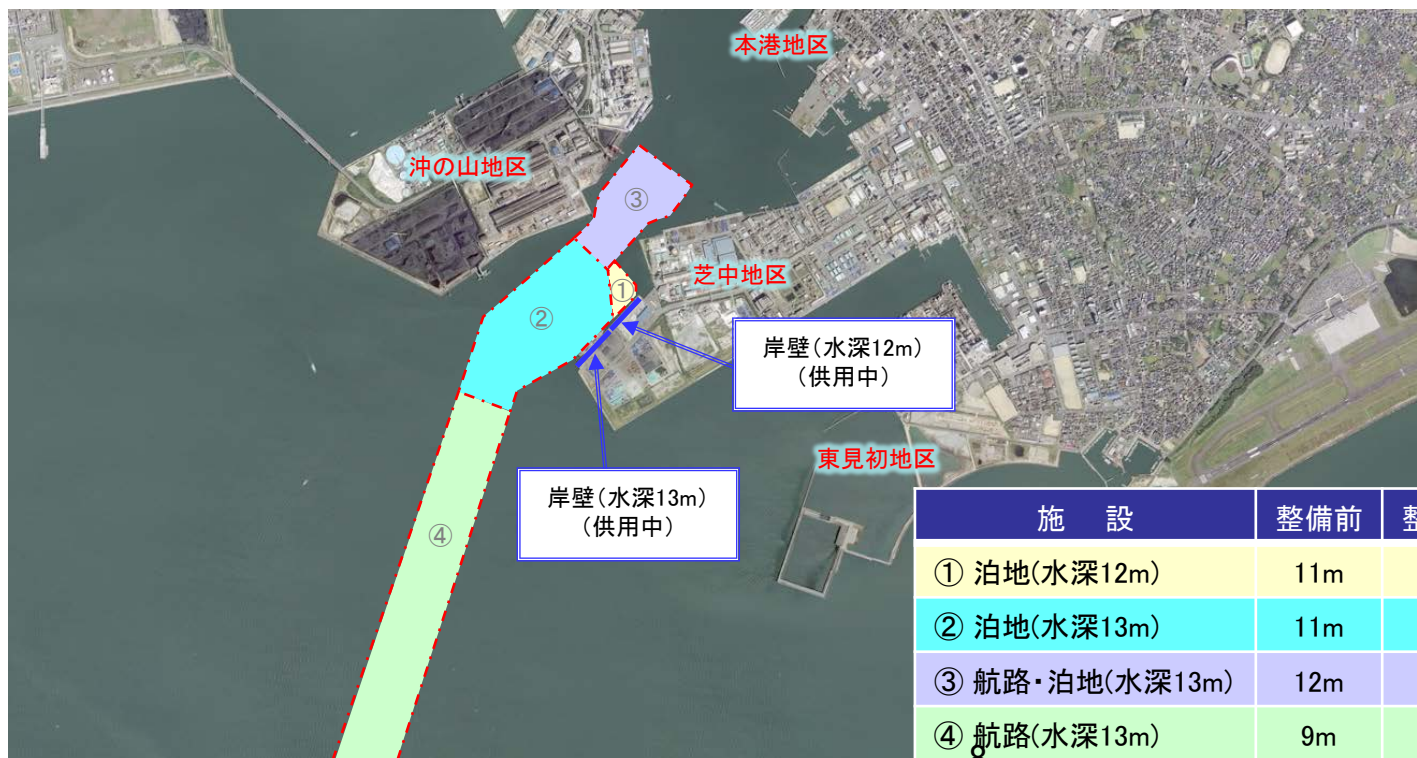 本港地区
沖の山地区
③
芝中地区
①
②
岸壁(水深12m)
(供用中)
東見初地区
岸壁(水深13m)
(供用中)
④
施 設 整備前 整
① 泊地(水深12m) 11m
② 泊地(水深13m) 11m
③ 航路・泊地(水深13m) 12m
④ 航路(水深13m) 9m
8